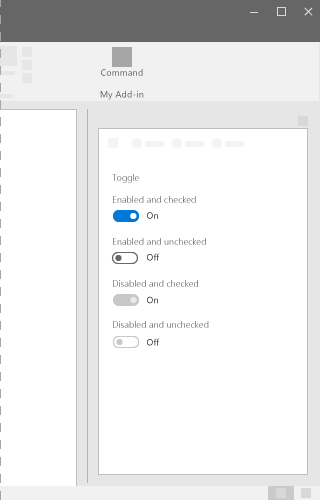 Command
My Add-in
Toggle
Enabled and checked
On
Enabled and unchecked
Off
Disabled and checked
On
Disabled and unchecked
Off